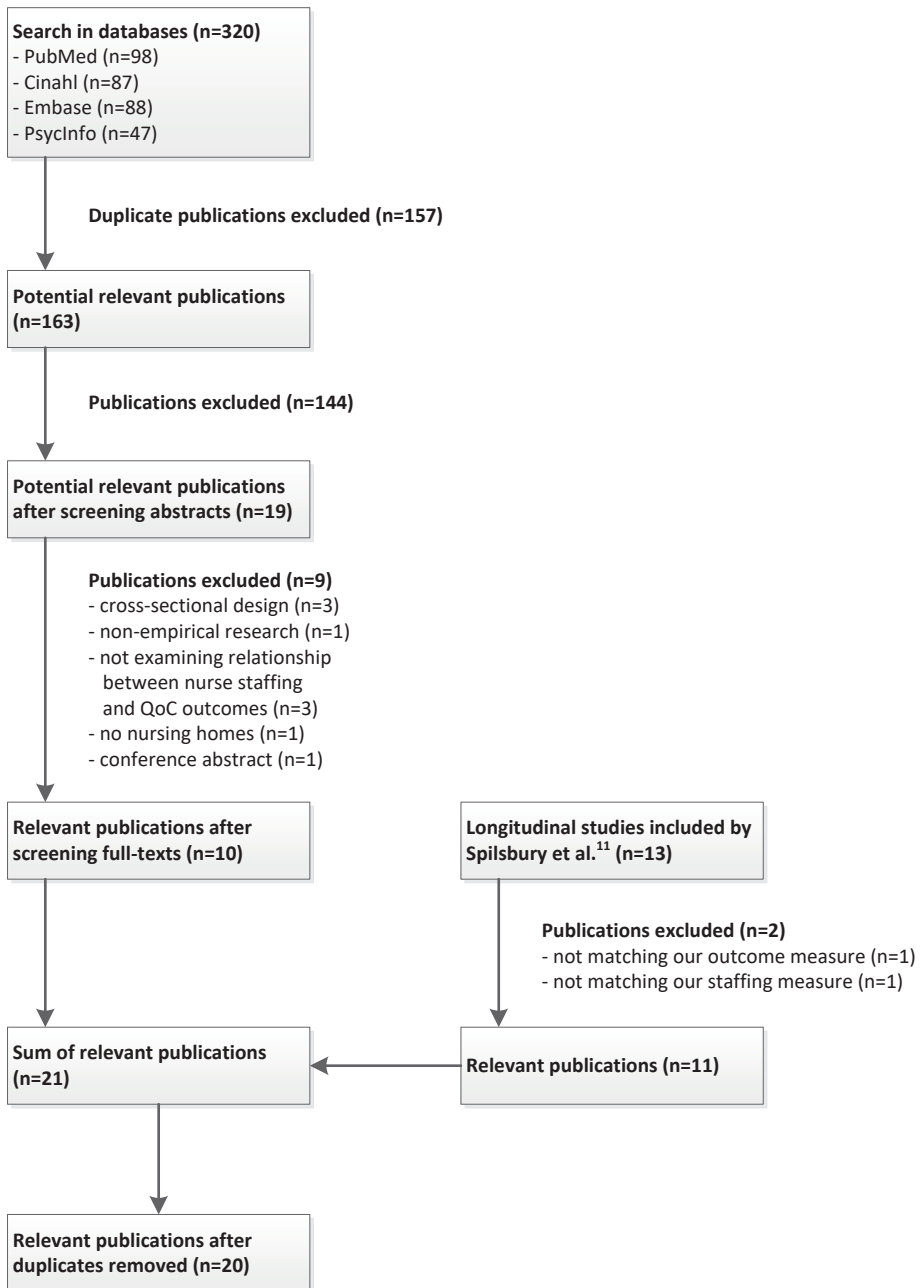 Search in databases (n=320)
- PubMed (n=98)
- Cinahl (n=87)
- Embase (n=88)
- PsycInfo (n=47)
Duplicate publications excluded (n=157)
Potential relevant publications
(n=163)
Publications excluded (n=144)
Potential relevant publications
after screening abstracts (n=19)
Publications excluded (n=9)
- cross-sectional design (n=3)
- non-empirical research (n=1)
- not examining relationship
between nurse staffing
and QoC outcomes (n=3)
- no nursing homes (n=1)
- conference abstract (n=1)
Relevant publications after
screening full-texts (n=10)
Longitudinal studies included by
Spilsbury et al.11 (n=13)
Publications excluded (n=2)
- not matching our outcome measure (n=1)
- not matching our staffing measure (n=1)
Sum of relevant publications
(n=21)
Relevant publications (n=11)
Relevant publications after
duplicates removed (n=20)